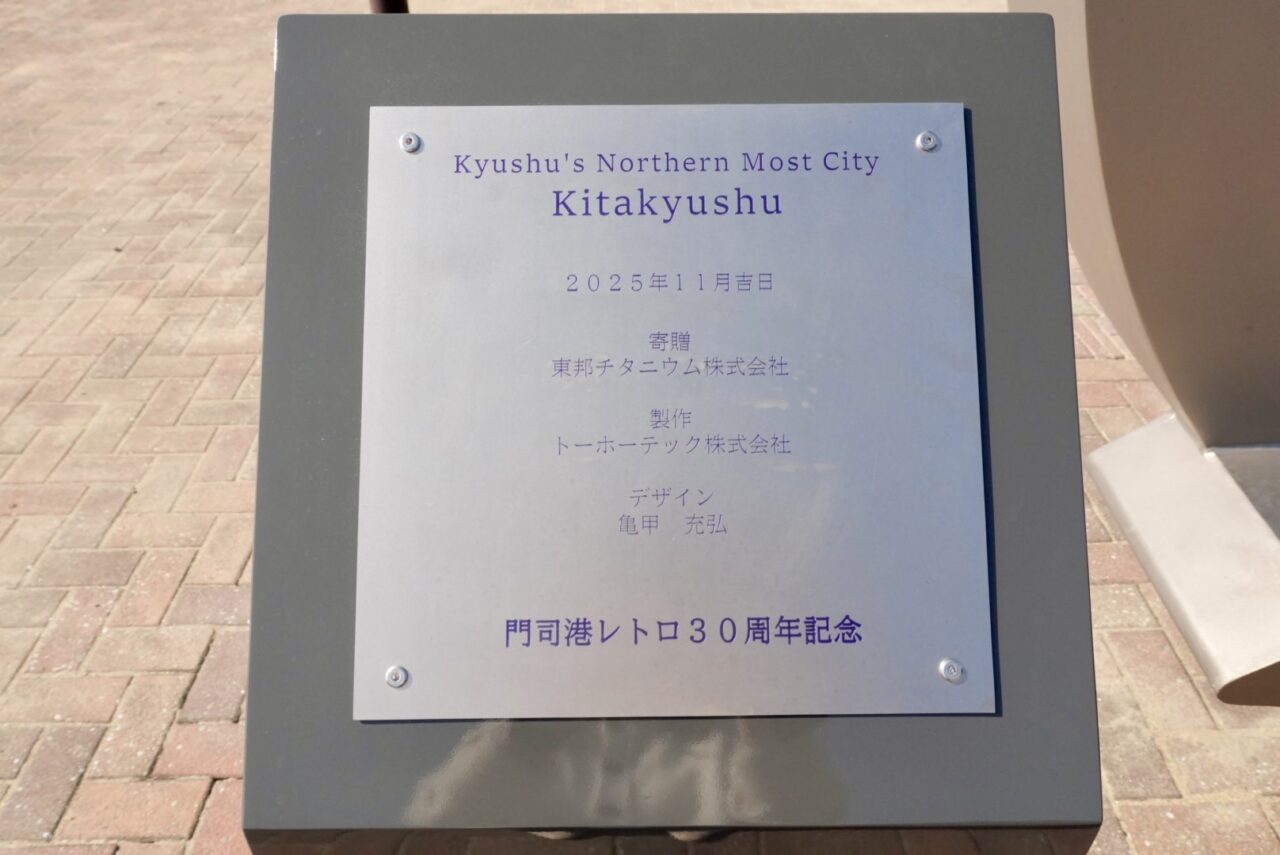 Kyushu's Northern Most City
Kitakyushu
２０２５年１１月吉日
寄贈
東邦チタニウム株式会社
製作
トーホーテック株式会社
デザイン
亀甲　充弘
門司港レトロ３０周年記念